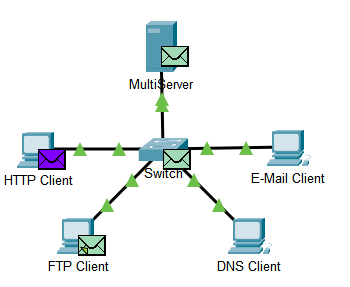 MultiServer
HTTP Client
Switch
E-Mail Client
FTP Client
DNS Client